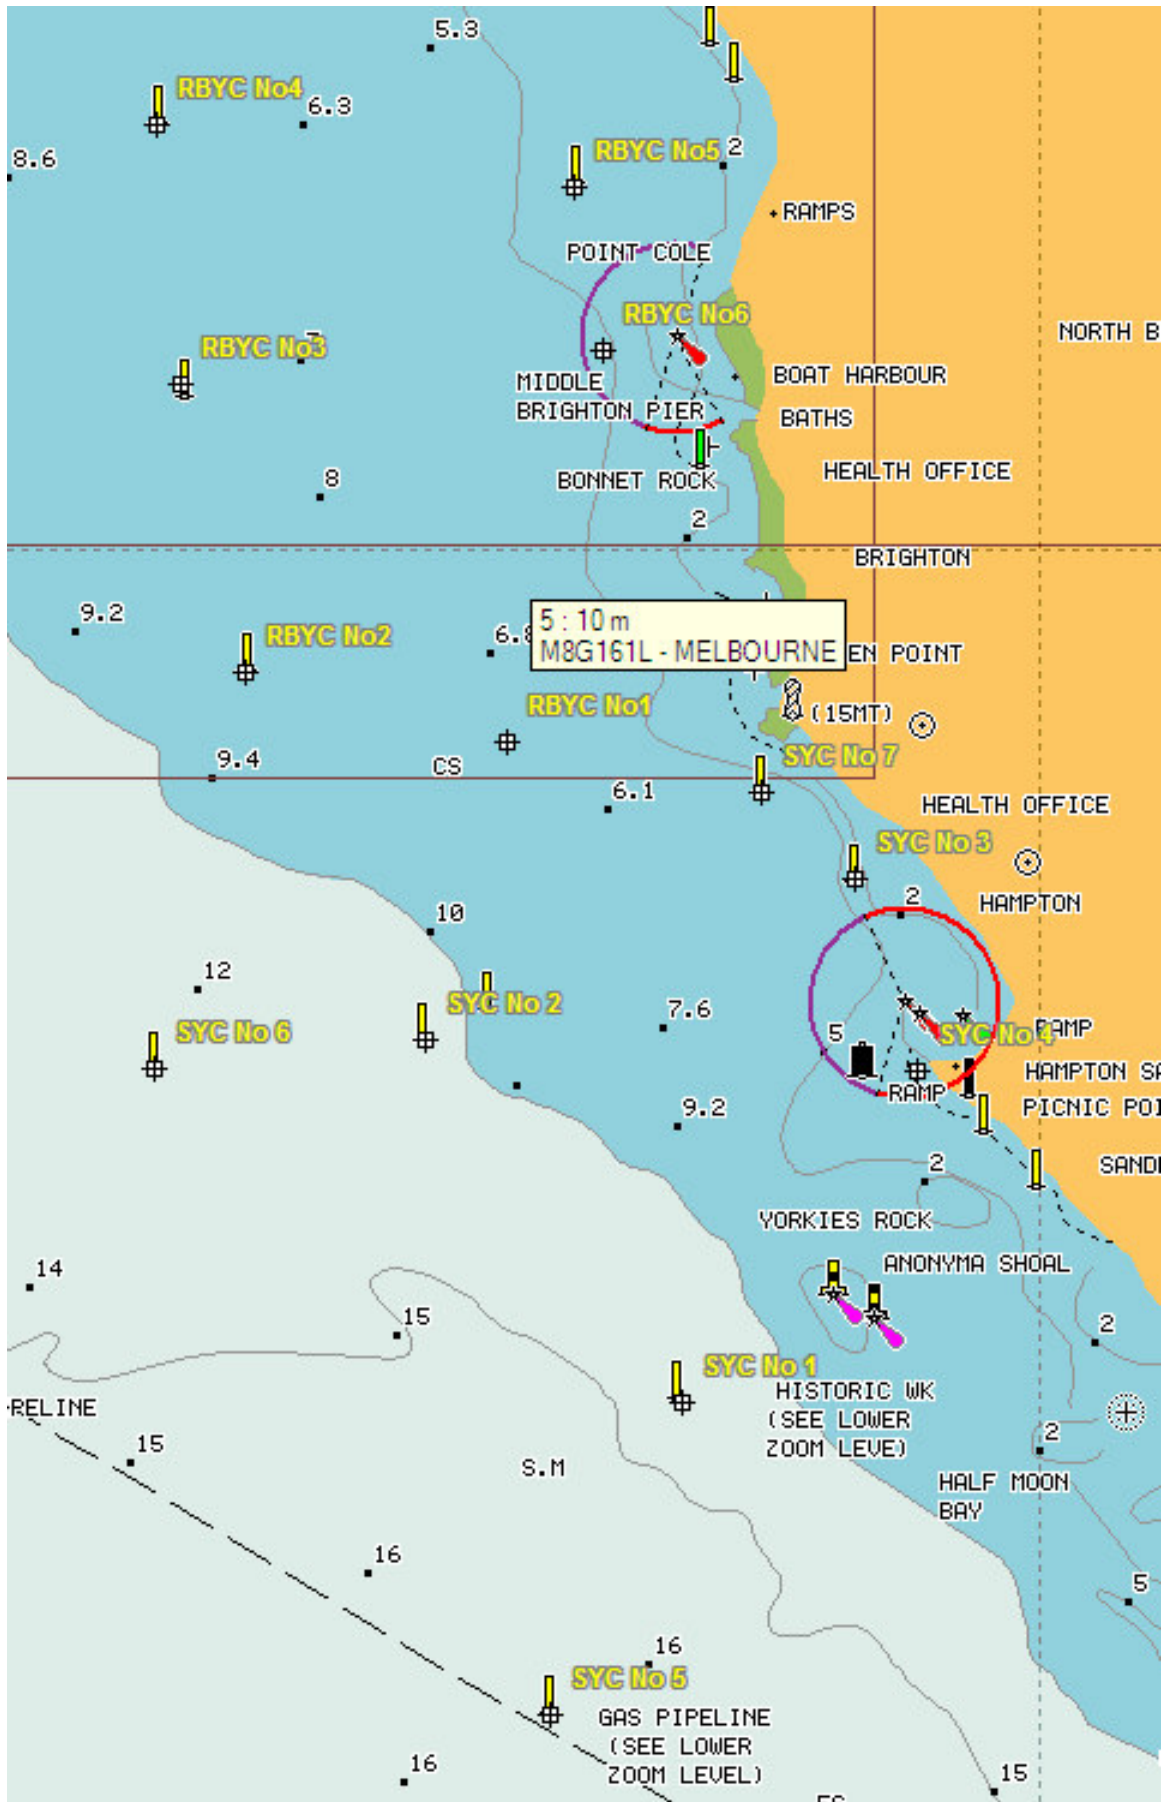 5.3
RBYC No4
6.3
RBYC No5
2
8.6
RAMPS
POINT COLE
RBYC No6
NORTH B
RBYC No3
BOAT HARBOUR
MIDDLE
BRIGHTON PIER
BATHS
HEALTH OFFICE
8
BONNET ROCK
2
BRIGHTON
9.2
5 : 10 m
M8G161L - MELBOURNE
RBYC No2
6.8
EN POINT
RBYC No1
(15MT)
9.4
CS
SYC No 7
6.1
HEALTH OFFICE
SYC No 3
2
HAMPTON
10
12
SYC No 2
7.6
SYC No 6
5
SYC No 4
RAMP
HAMPTON SA
RAMP
PICNIC POI
9.2
2
SANDR
YORKIES ROCK
ANONYMA SHOAL
14
15
2
SYC No 1
HISTORIC WK
(SEE LOWER
ZOOM LEVE)
RELINE
15
2
S.M
HALF MOON
BAY
16
5
16
SYC No 5
GAS PIPELINE
(SEE LOWER
ZOOM LEVEL)
16
15